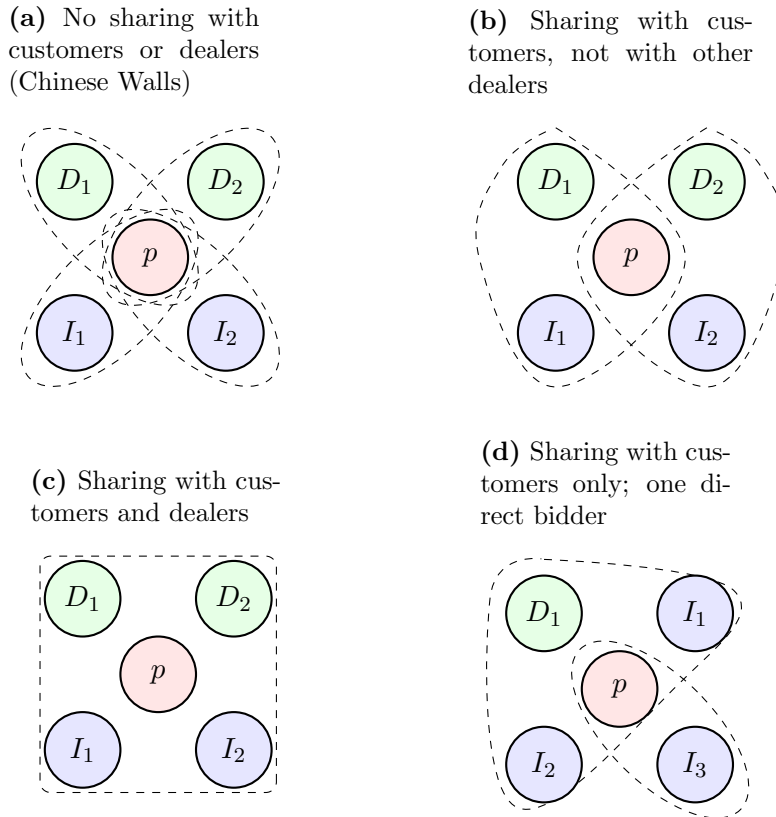 (a) No sharing with
customers or dealers
(Chinese Walls)
(b) Sharing with cus-
tomers, not with other
dealers
D₁
D₂
p
I₁
I₂
D₁
D₂
p
I₁
I₂
(c) Sharing with cus-
tomers and dealers
(d) Sharing with cus-
tomers only; one di-
rect bidder
D₁
D₂
p
I₁
I₂
D₁
I₁
p
I₂
I₃